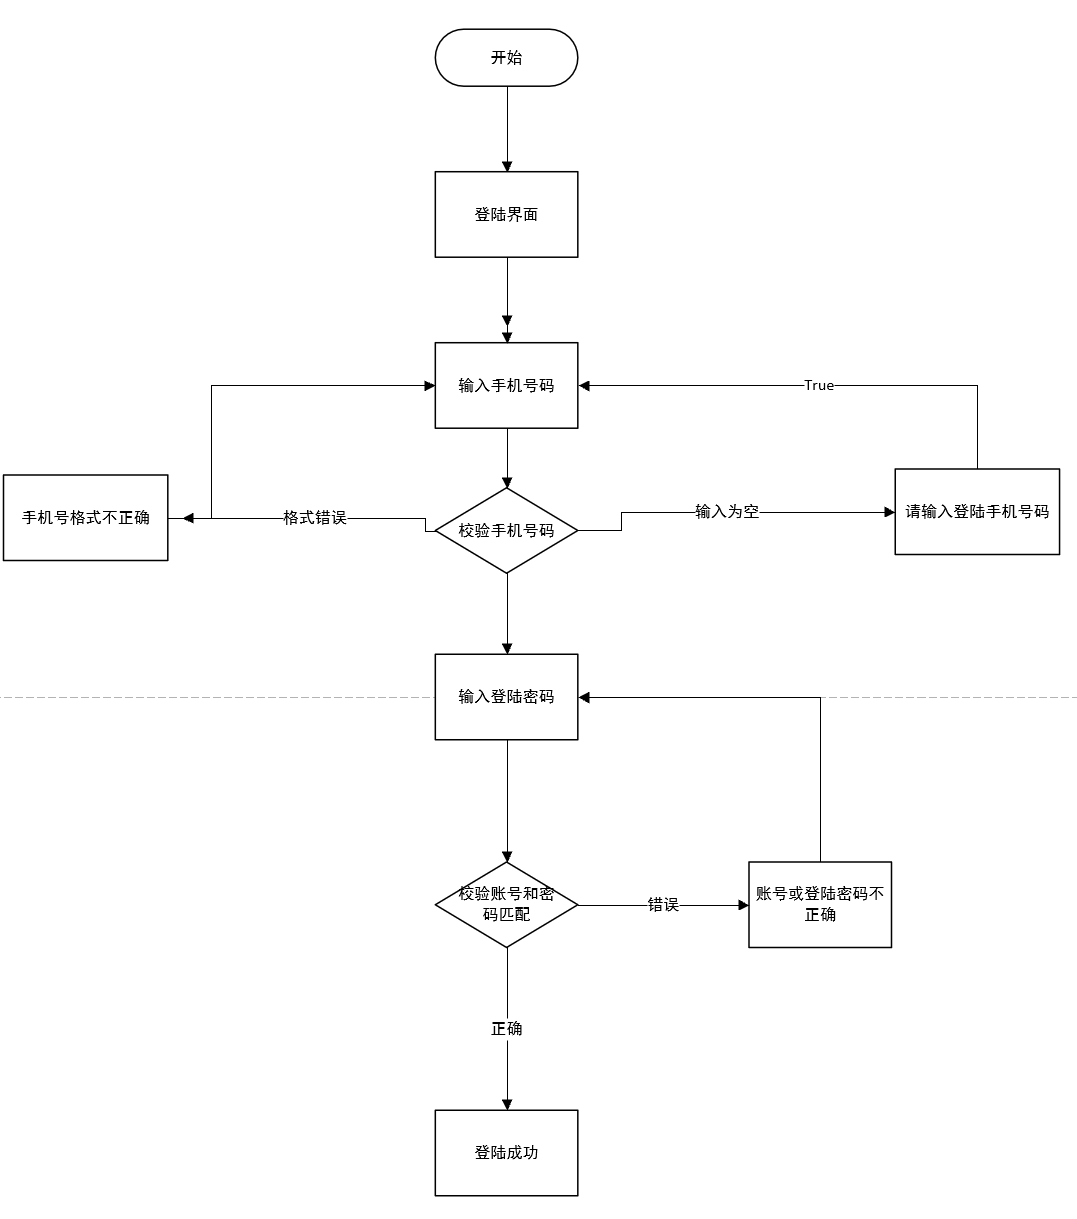 开始
登陆界面
输入手机号码
True
手机号格式不正确
格式错误
校验手机号码
输入为空
请输入登陆手机号码
输入登陆密码
校验账号和密
码匹配
错误
账号或登陆密码不
正确
正确
登陆成功